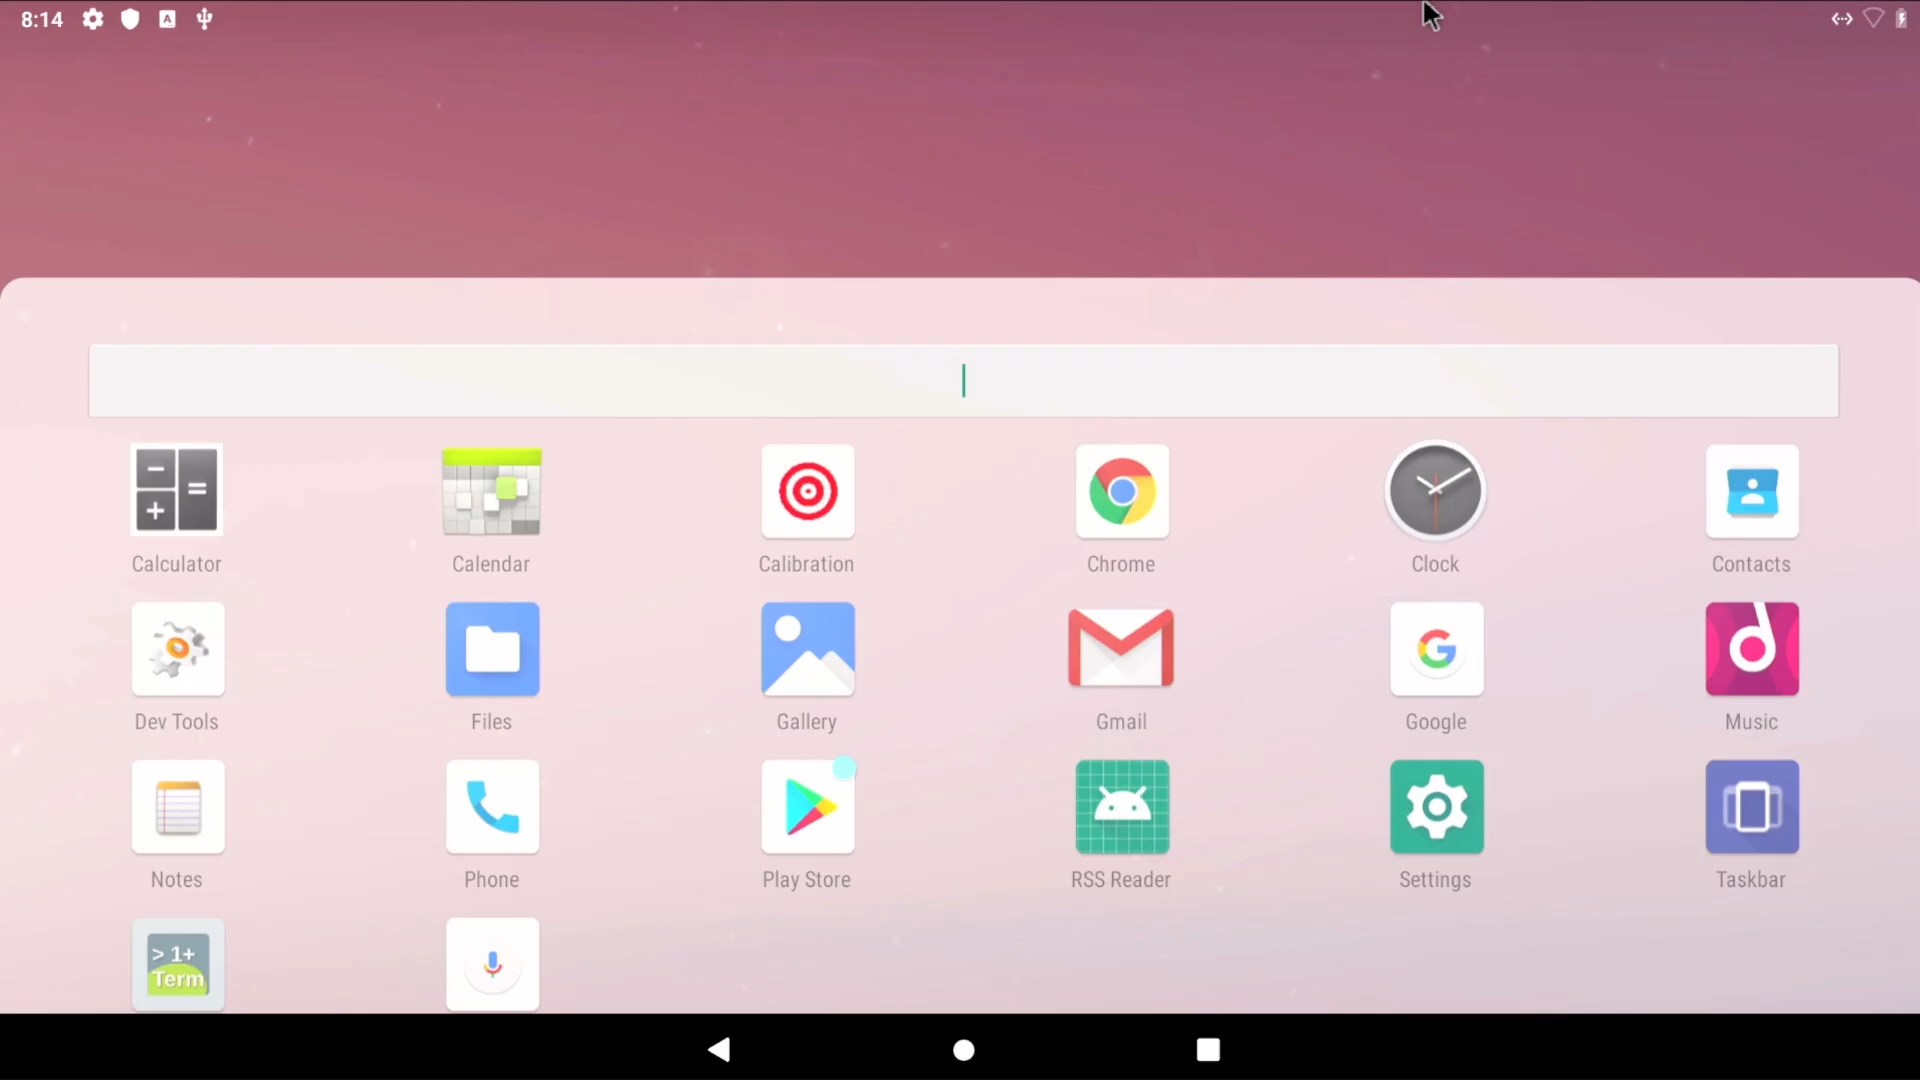 8:14
Calculator
Calendar
Calibration
Chrome
Clock
Contacts
Dev Tools
Files
Gallery
Gmail
Google
Music
Notes
Phone
Play Store
RSS Reader
Settings
Taskbar
> 1+
Term